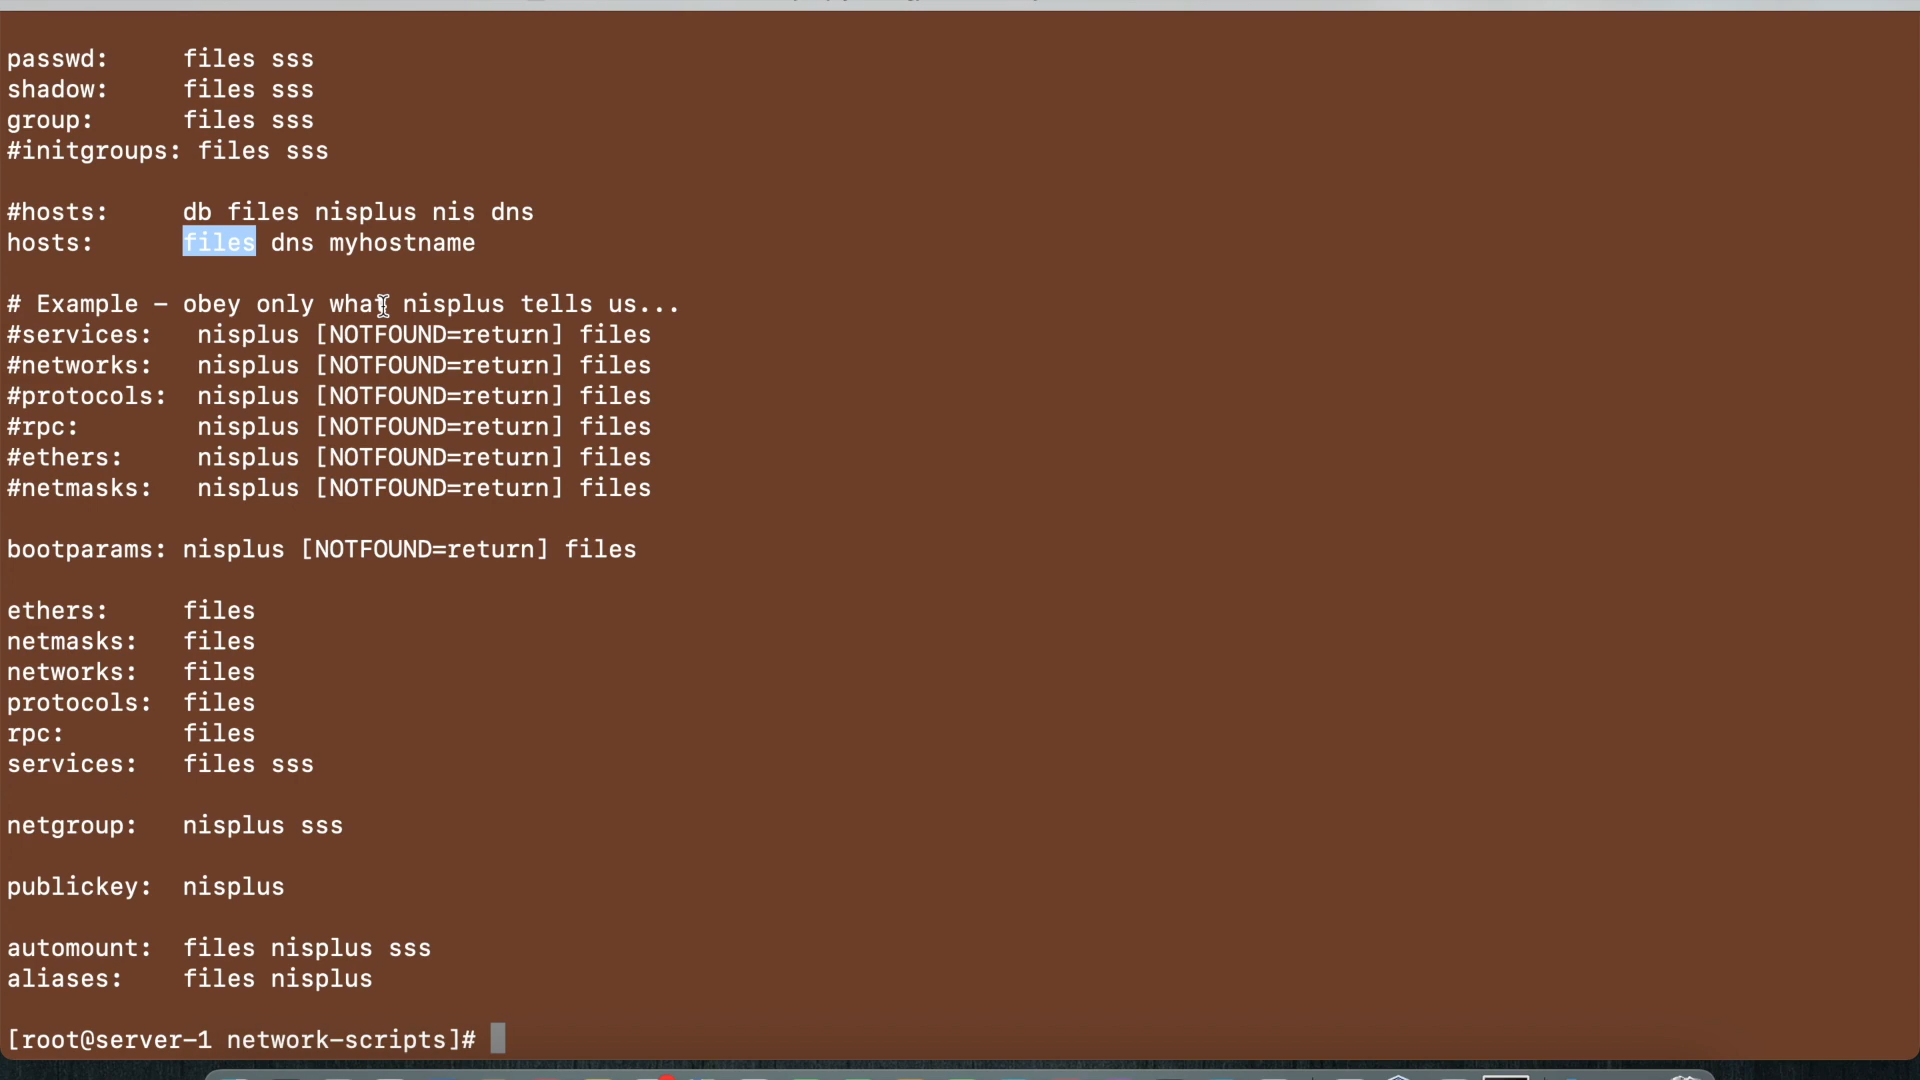 passwd: files sss
shadow: files sss
group: files sss
#initgroups: files sss
#hosts: db files nisplus nis dns
hosts: files dns myhostname
# Example - obey only what nisplus tells us...
#services: nisplus [NOTFOUND=return] files
#networks: nisplus [NOTFOUND=return] files
#protocols: nisplus [NOTFOUND=return] files
#rpc: nisplus [NOTFOUND=return] files
#ethers: nisplus [NOTFOUND=return] files
#netmasks: nisplus [NOTFOUND=return] files
bootparams: nisplus [NOTFOUND=return] files
ethers: files
netmasks: files
networks: files
protocols: files
rpc: files
services: files sss
netgroup: nisplus sss
publickey: nisplus
automount: files nisplus sss
aliases: files nisplus
[root@server-1 network-scripts]#